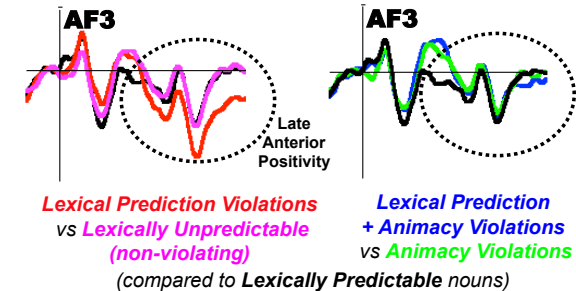 AF3
AF3
Late
Anterior
Positivity
Lexical Prediction Violations
vs Lexically Unpredictable
(non-violating)
Lexical Prediction
+ Animacy Violations
vs Animacy Violations
(compared to Lexically Predictable nouns)